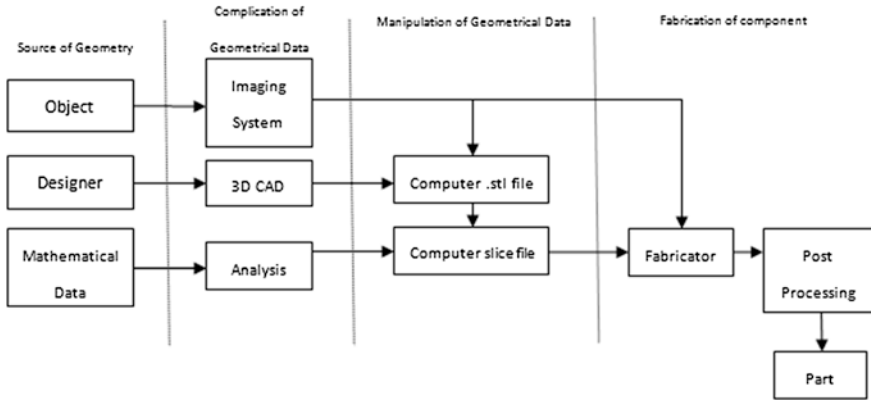 Complication of
Manipulation of Geometrical Data
Fabrication of component
Source of Geometry
Geometrical Data
Object
Imaging
System
Designer
3D CAD
Computer .stl file
Mathematical
Data
Analysis
Computer slice file
Fabricator
Post
Processing
Part